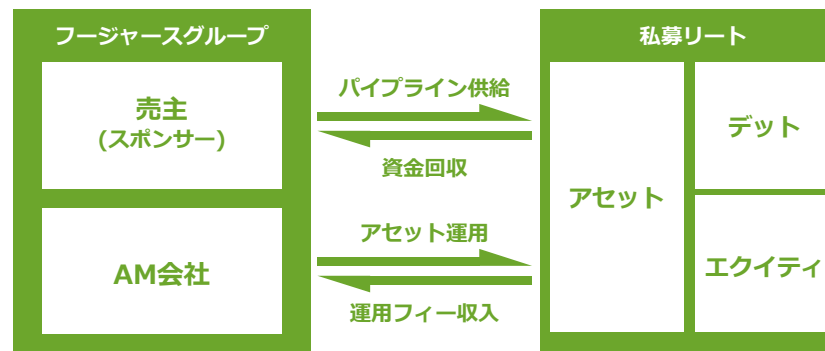 フージャースグループ
売主
(スポンサー)
AM会社
パイプライン供給
資金回収
アセット運用
運用フィー収入
私募リート
アセット
デット
エクイティ